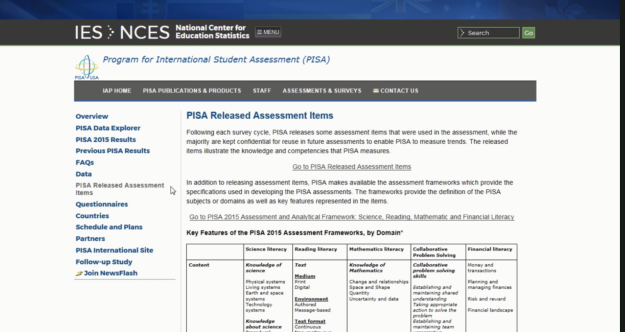 IES NCES National Center for
Education Statistics
MENU
Search
Go
Program for International Student Assessment (PISA)
PISA USA
IAP HOME PISA PUBLICATIONS & PRODUCTS STAFF ASSESSMENTS & SURVEYS CONTACT US
Overview
PISA Data Explorer
PISA 2015 Results
Previous PISA Results
FAQs
Data
PISA Released Assessment
Items
Questionnaires
Countries
Schedule and Plans
Partners
PISA International Site
Follow-up Study
Join NewsFlash
PISA Released Assessment Items
Following each survey cycle, PISA releases some assessment items that were used in the assessment, while the
majority are kept confidential for reuse in future assessments to enable PISA to measure trends. The released
items illustrate the knowledge and competencies that PISA measures.
Go to PISA Released Assessment Items
In addition to releasing assessment items, PISA makes available the assessment frameworks which provide the
specifications used in developing the PISA assessments. The frameworks provide the definition of the PISA
subjects or domains as well as key features represented in the items.
Go to PISA 2015 Assessment and Analytical Framework: Science, Reading, Mathematic and Financial Literacy
Key Features of the PISA 2015 Assessment Frameworks, by Domain*
Science literacy
Reading literacy
Mathematics literacy
Collaborative
Problem Solving
Financial literacy
Content
Knowledge of
science
Physical systems
Living systems
Earth and space
systems
Technology
systems
Knowledge
about science
Text
Medium
Print
Digital
Environment
Authored
Message-based
Text format
Continuous
Knowledge of
Mathematics
Change and relationships
Space and Shape
Quantity
Uncertainty and data
Collaborative
problem solving
skills
Establishing and
maintaining shared
understanding
Taking appropriate
action to solve the
problem
Establishing and
maintaining team
Money and
transactions
Planning and
managing finances
Risk and reward
Financial landscape